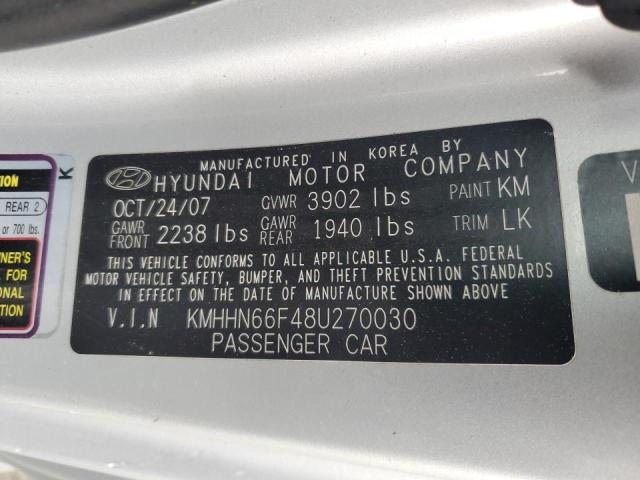 MANUFACTURED IN KOREA BY
HYUNDAI MOTOR COMPANY
OCT/24/07 GVWR 3902 lbs PAINT KM
GAWR FRONT 2238 lbs GAWR REAR 1940 lbs TRIM LK
THIS VEHICLE CONFORMS TO ALL APPLICABLE U.S.A. FEDERAL
MOTOR VEHICLE SAFETY, BUMPER, AND THEFT PREVENTION STANDARDS
IN EFFECT ON THE DATE OF MANUFACTURE SHOWN ABOVE
V.I.N KMHHN66F48U270030
PASSENGER CAR
K
REAR 2
or 700 lbs.
FOR
V